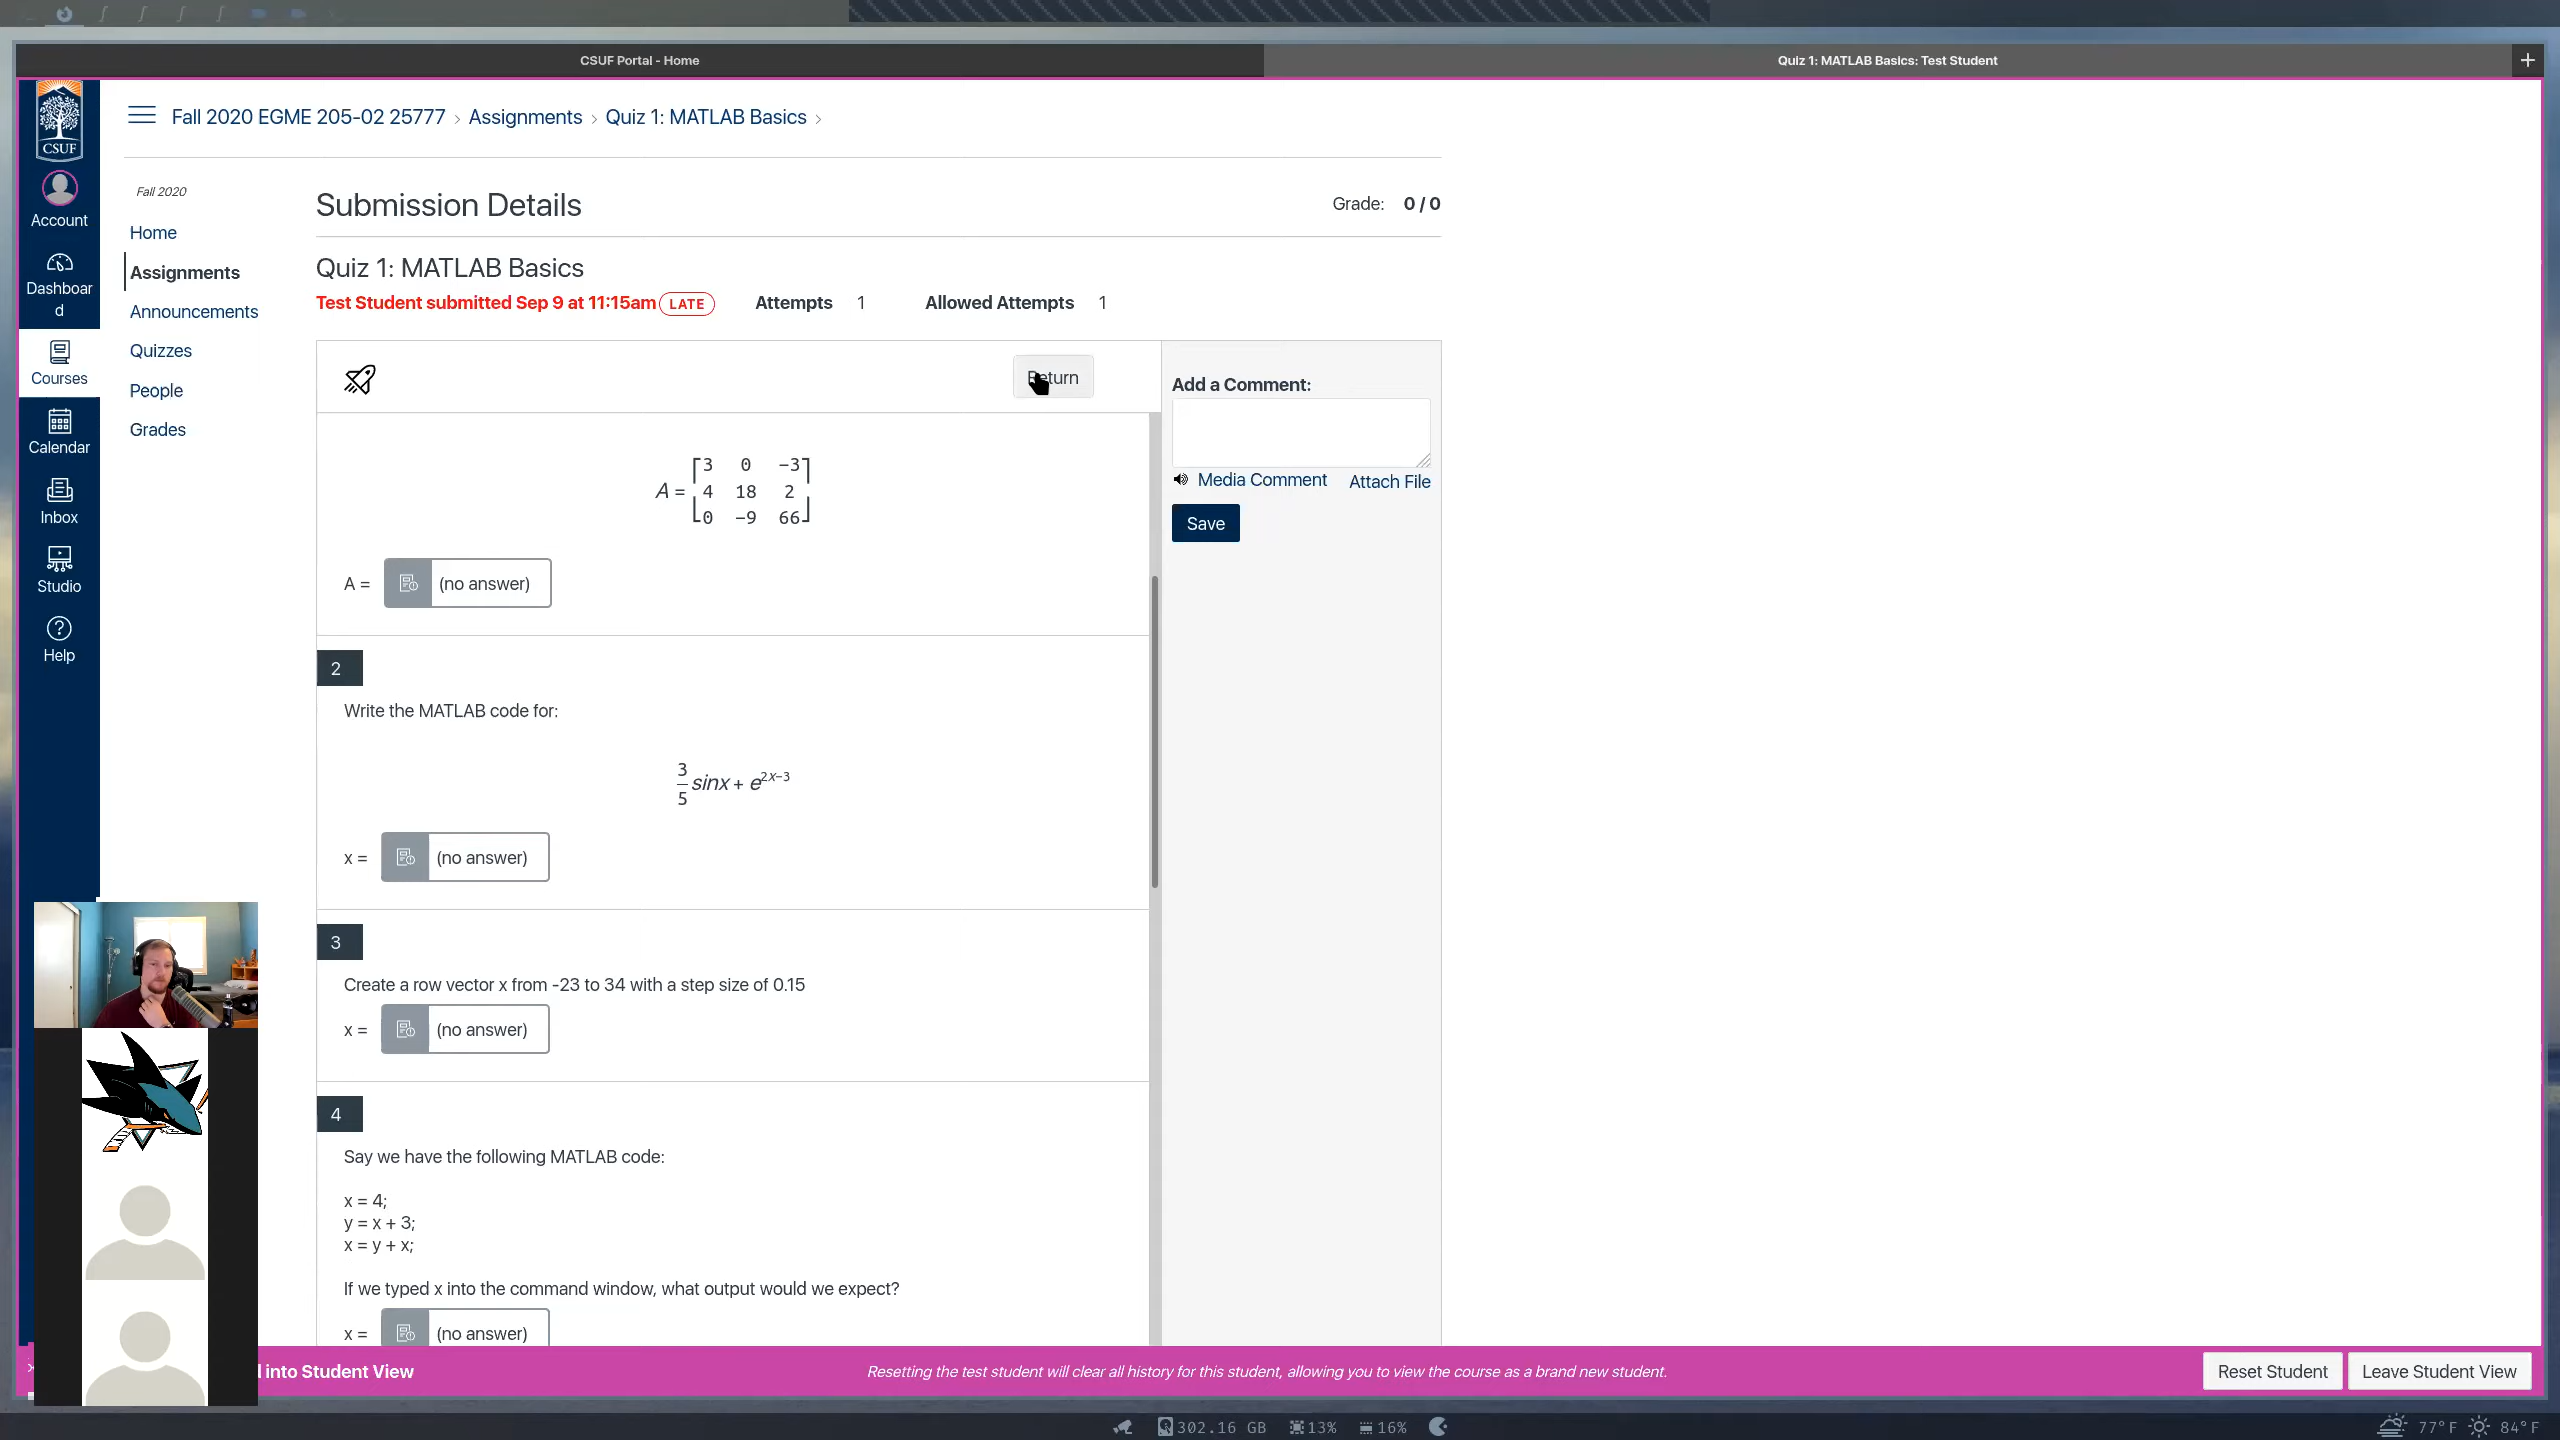 CSUF Portal - Home
Quiz 1: MATLAB Basics: Test Student
+
CSUF
Account
Dashboar
d
Courses
Calendar
Inbox
Studio
Help
Fall 2020 EGME 205-02 25777 › Assignments › Quiz 1: MATLAB Basics ›
Fall 2020
Home
Assignments
Announcements
Quizzes
People
Grades
Submission Details
Grade: 0 / 0
Quiz 1: MATLAB Basics
Test Student submitted Sep 9 at 11:15am LATE Attempts 1 Allowed Attempts 1
Return
Add a Comment:
Media Comment Attach File
Save
3 0 −3
A = 4 18 2
0 −9 66
A = (no answer)
2
Write the MATLAB code for:
3/5 sinx + e^2x−3
x = (no answer)
3
Create a row vector x from -23 to 34 with a step size of 0.15
x = (no answer)
4
Say we have the following MATLAB code:
x = 4;
y = x + 3;
x = y + x;
If we typed x into the command window, what output would we expect?
x = (no answer)
into Student View
Resetting the test student will clear all history for this student, allowing you to view the course as a brand new student.
Reset Student Leave Student View
302.16 GB 13% 16%
77°F 84°F